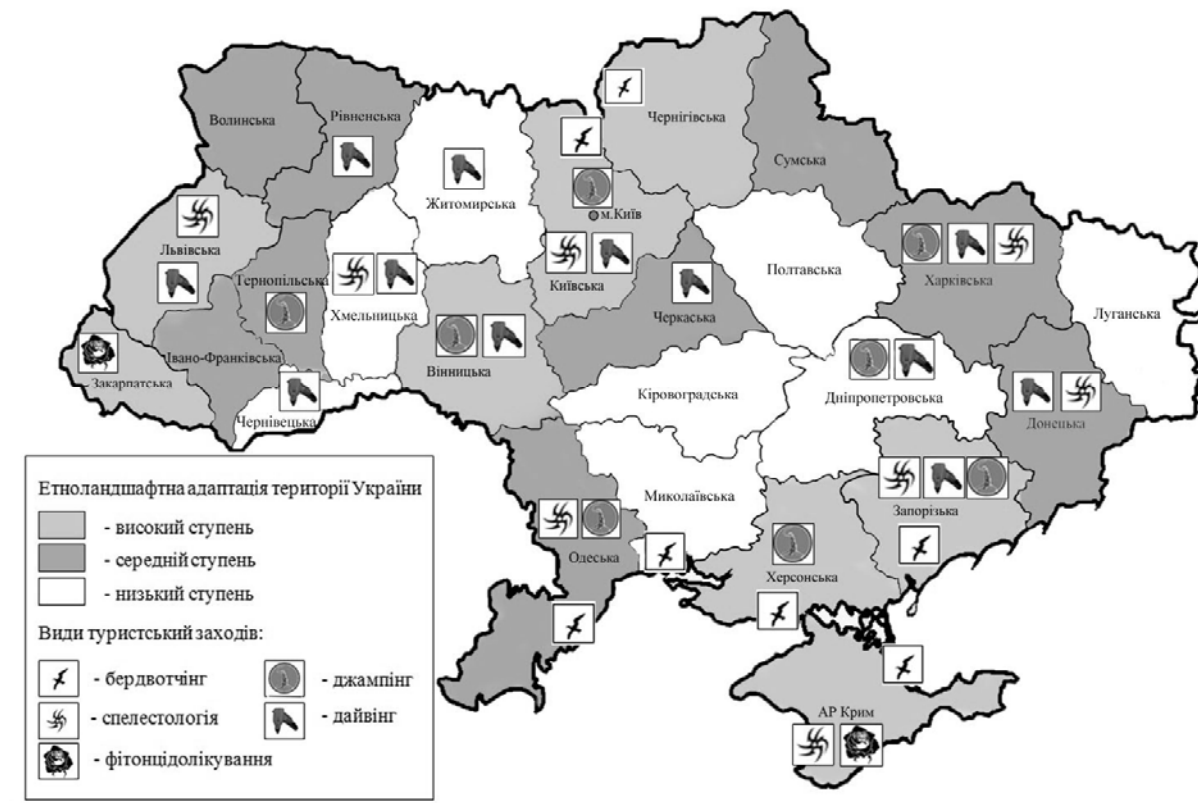 Чернігівська
Волинська
Рівненська
Сумська
Житомирська
м.Київ
Львівська
Полтавська
Тернопільська
Київська
Харківська
Хмельницька
Черкаська
Луганська
Івано-Франківська
Вінницька
Закарпатська
Кіровоградська
Дніпропетровська
Чернівецька
Донецька
Миколаївська
Запорізька
Одеська
Херсонська
АР Крим
Етноландшафтна адаптація території України
- високий ступень
- середній ступень
- низький ступень
Види туристський заходів:
- бердвотчінг
- джампінг
- спелестологія
- дайвінг
- фітонцідолікування